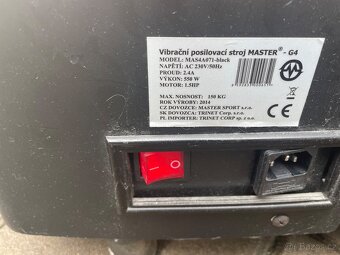 Vibrační posilovací stroj MASTER® - G4
MODEL: MAS4A071-black
NAPĚTÍ: AC 230V/50Hz
PROUD: 2.4A
VÝKON: 550 W
MOTOR: 1.5HP
MAX. NOSNOST: 150 KG
ROK VÝROBY: 2014
CZ DOVOZCE: MASTER SPORT s.r.o.
SK DOVOZCA: TRINET Corp. s.r.o.
PL IMPORTER: TRINET CORP sp. z o.o.